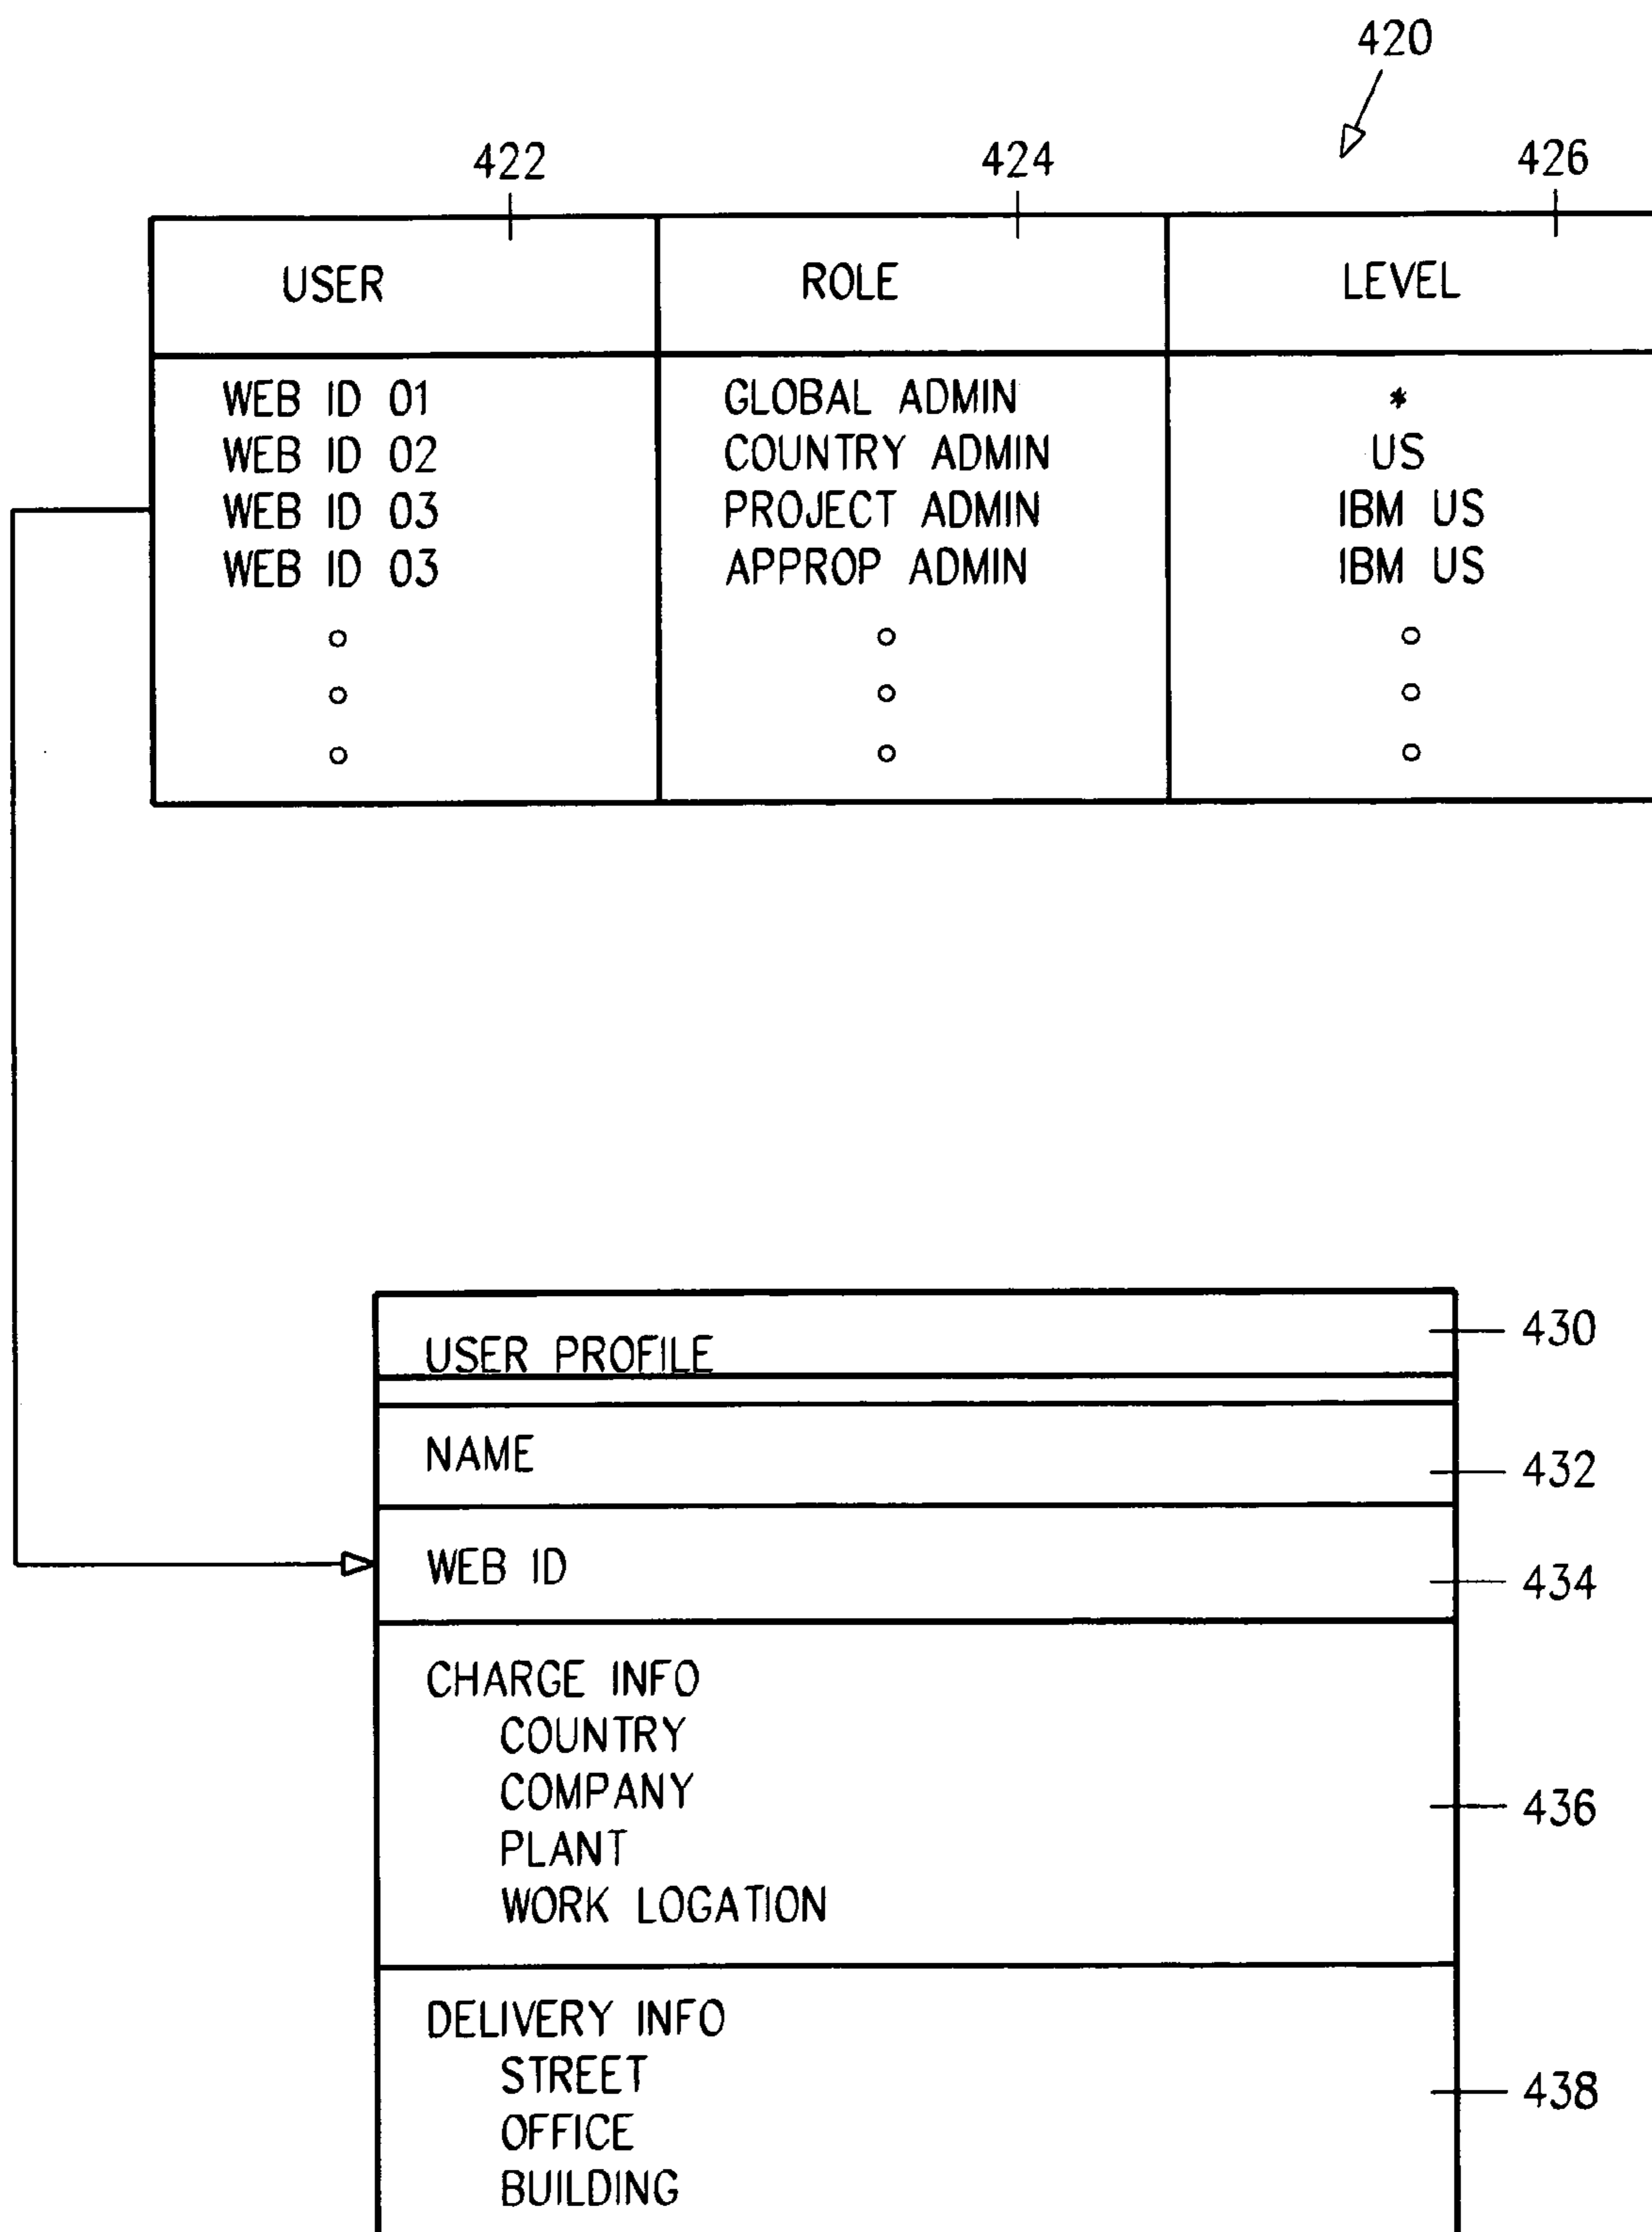 420
422 424 426
USER ROLE LEVEL
WEB ID 01 GLOBAL ADMIN *
WEB ID 02 COUNTRY ADMIN US
WEB ID 03 PROJECT ADMIN IBM US
WEB ID 03 APPROP ADMIN IBM US
USER PROFILE 430
NAME 432
WEB ID 434
CHARGE INFO
COUNTRY
COMPANY 436
PLANT
WORK LOGATION
DELIVERY INFO
STREET 438
OFFICE
BUILDING